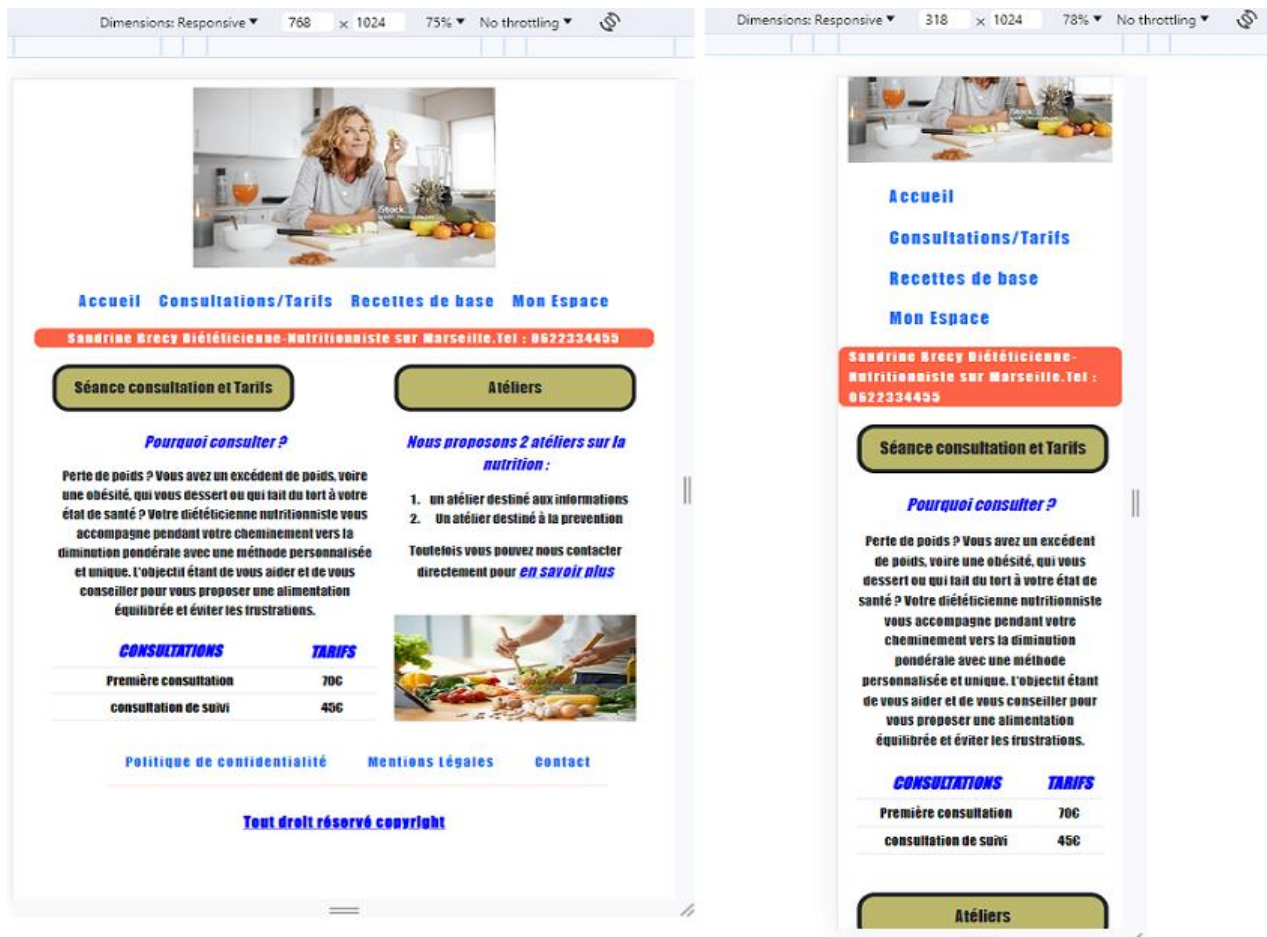 Dimensions: Responsive ▼ 768 × 1024 75% ▼ No throttling ▼
iStock
Accueil Consultations/Tarifs Recettes de base Mon Espace
Sandrine Brecy Diététicienne-Nutritionniste sur Marseille.Tel : 0622334455
Séance consultation et Tarifs
Pourquoi consulter ?
Perte de poids ? Vous avez un excédent de poids, voire
une obésité, qui vous dessert ou qui fait du tort à votre
état de santé ? Votre diététicienne nutritionniste vous
accompagne pendant votre cheminement vers la
diminution pondérale avec une méthode personnalisée
et unique. L'objectif étant de vous aider et de vous
conseiller pour vous proposer une alimentation
équilibrée et éviter les frustrations.
CONSULTATIONS TARIFS
Première consultation 70€
consultation de suivi 45€
Atéliers
Nous proposons 2 atéliers sur la
nutrition :
1. un atélier destiné aux informations
2. Un atélier destiné à la prevention
Toutefois vous pouvez nous contacter
directement pour en savoir plus
Politique de confidentialité Mentions Légales Contact
Tout droit résorvé copyright
Dimensions: Responsive ▼ 318 × 1024 78% ▼ No throttling ▼
iStock
Accueil
Consultations/Tarifs
Recettes de base
Mon Espace
Sandrine Brecy Diététicienne-
Nutritionniste sur Marseille.Tel :
0622334455
Séance consultation et Tarifs
Pourquoi consulter ?
Perte de poids ? Vous avez un excédent
de poids, voire une obésité, qui vous
dessert ou qui fait du tort à votre état de
santé ? Votre diététicienne nutritionniste
vous accompagne pendant votre
cheminement vers la diminution
pondérale avec une méthode
personnalisée et unique. L'objectif étant
de vous aider et de vous conseiller pour
vous proposer une alimentation
équilibrée et éviter les frustrations.
CONSULTATIONS TARIFS
Première consultation 70€
consultation de suivi 45€
Atéliers